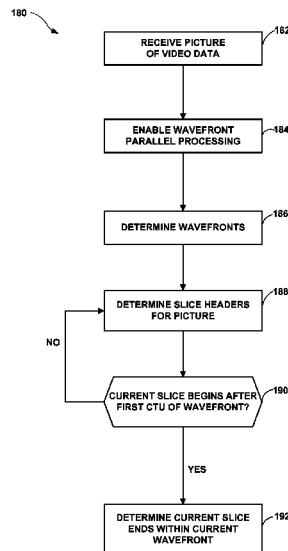 180
RECEIVE PICTURE
OF VIDEO DATA
182
ENABLE WAVEFRONT
PARALLEL PROCESSING
184
DETERMINE WAVEFRONTS
186
DETERMINE SLICE HEADERS
FOR PICTURE
188
NO
CURRENT SLICE BEGINS AFTER
FIRST CTU OF WAVEFRONT?
190
YES
DETERMINE CURRENT SLICE
ENDS WITHIN CURRENT
WAVEFRONT
192